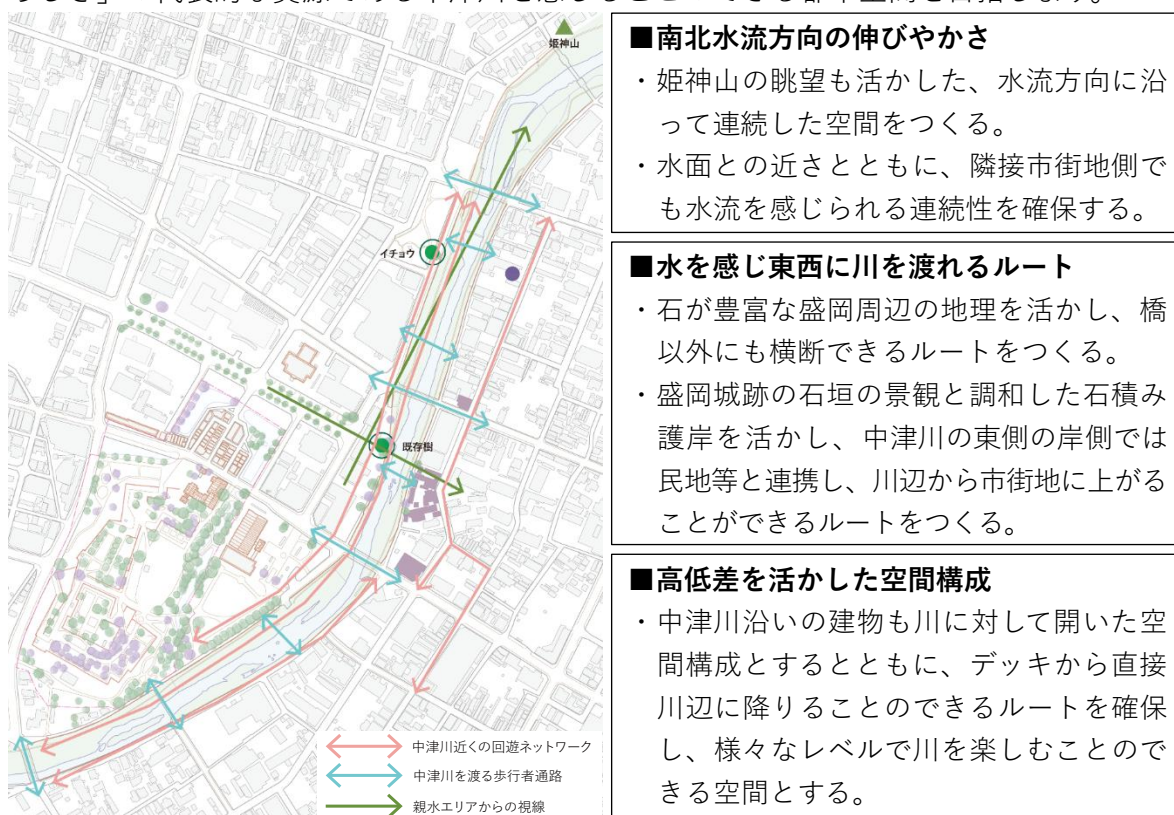 姫神山
イチョウ
既存樹
中津川近くの回遊ネットワーク
中津川を渡る歩行者通路
親水エリアからの視線
■南北水流方向の伸びやかさ
・姫神山の眺望も活かした、水流方向に沿
って連続した空間をつくる。
・水面との近さとともに、隣接市街地側で
も水流を感じられる連続性を確保する。
■水を感じ東西に川を渡れるルート
・石が豊富な盛岡周辺の地理を活かし、橋
以外にも横断できるルートをつくる。
・盛岡城跡の石垣の景観と調和した石積み
護岸を活かし、中津川の東側の岸側では
民地等と連携し、川辺から市街地に上がる
ことができるルートをつくる。
■高低差を活かした空間構成
・中津川沿いの建物も川に対して開いた空
間構成とするとともに、デッキから直接
川辺に降りることのできるルートを確保
し、様々なレベルで川を楽しむことので
きる空間とする。